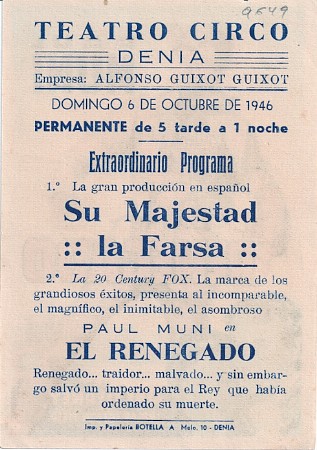 9649
TEATRO CIRCO
DENIA
Empresa: ALFONSO GUIXOT GUIXOT
DOMINGO 6 DE OCTUBRE DE 1946
PERMANENTE de 5 tarde a 1 noche
Extraordinario Programa
1.º La gran producción en español
Su Majestad
:: la Farsa ::
2.º La 20 Century FOX. La marca de los
grandiosos éxitos, presenta al incomparable,
el magnífico, el inimitable, el asombroso
PAUL MUNI en
EL RENEGADO
Renegado... traidor... malvado... y sin embar-
go salvó un imperio para el Rey que había
ordenado su muerte.
Imp. y Papelería BOTELLA A Malo, 10 - DENIA